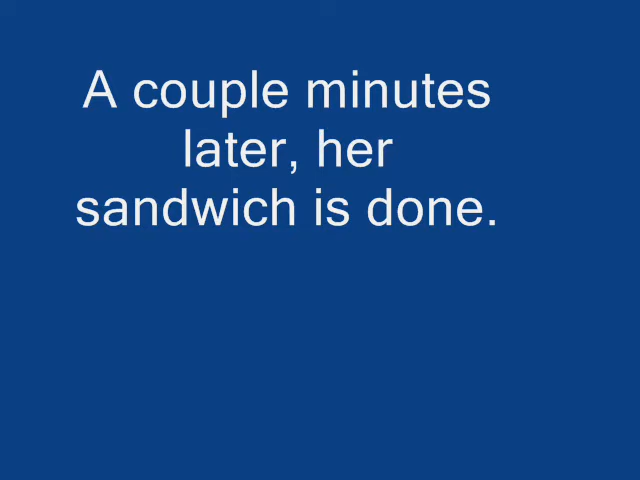 A couple minutes
later, her
sandwich is done.